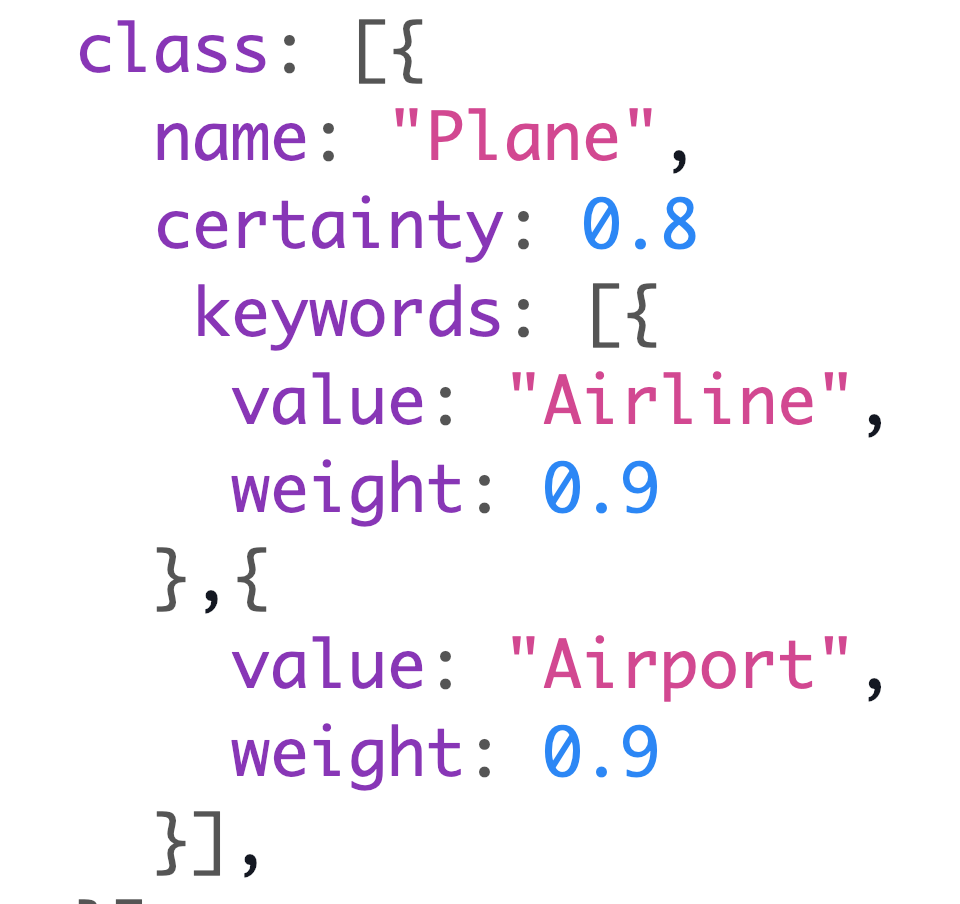 class: [{
name: "Plane",
certainty: 0.8
keywords: [{
value: "Airline",
weight: 0.9
},{
value: "Airport",
weight: 0.9
}],